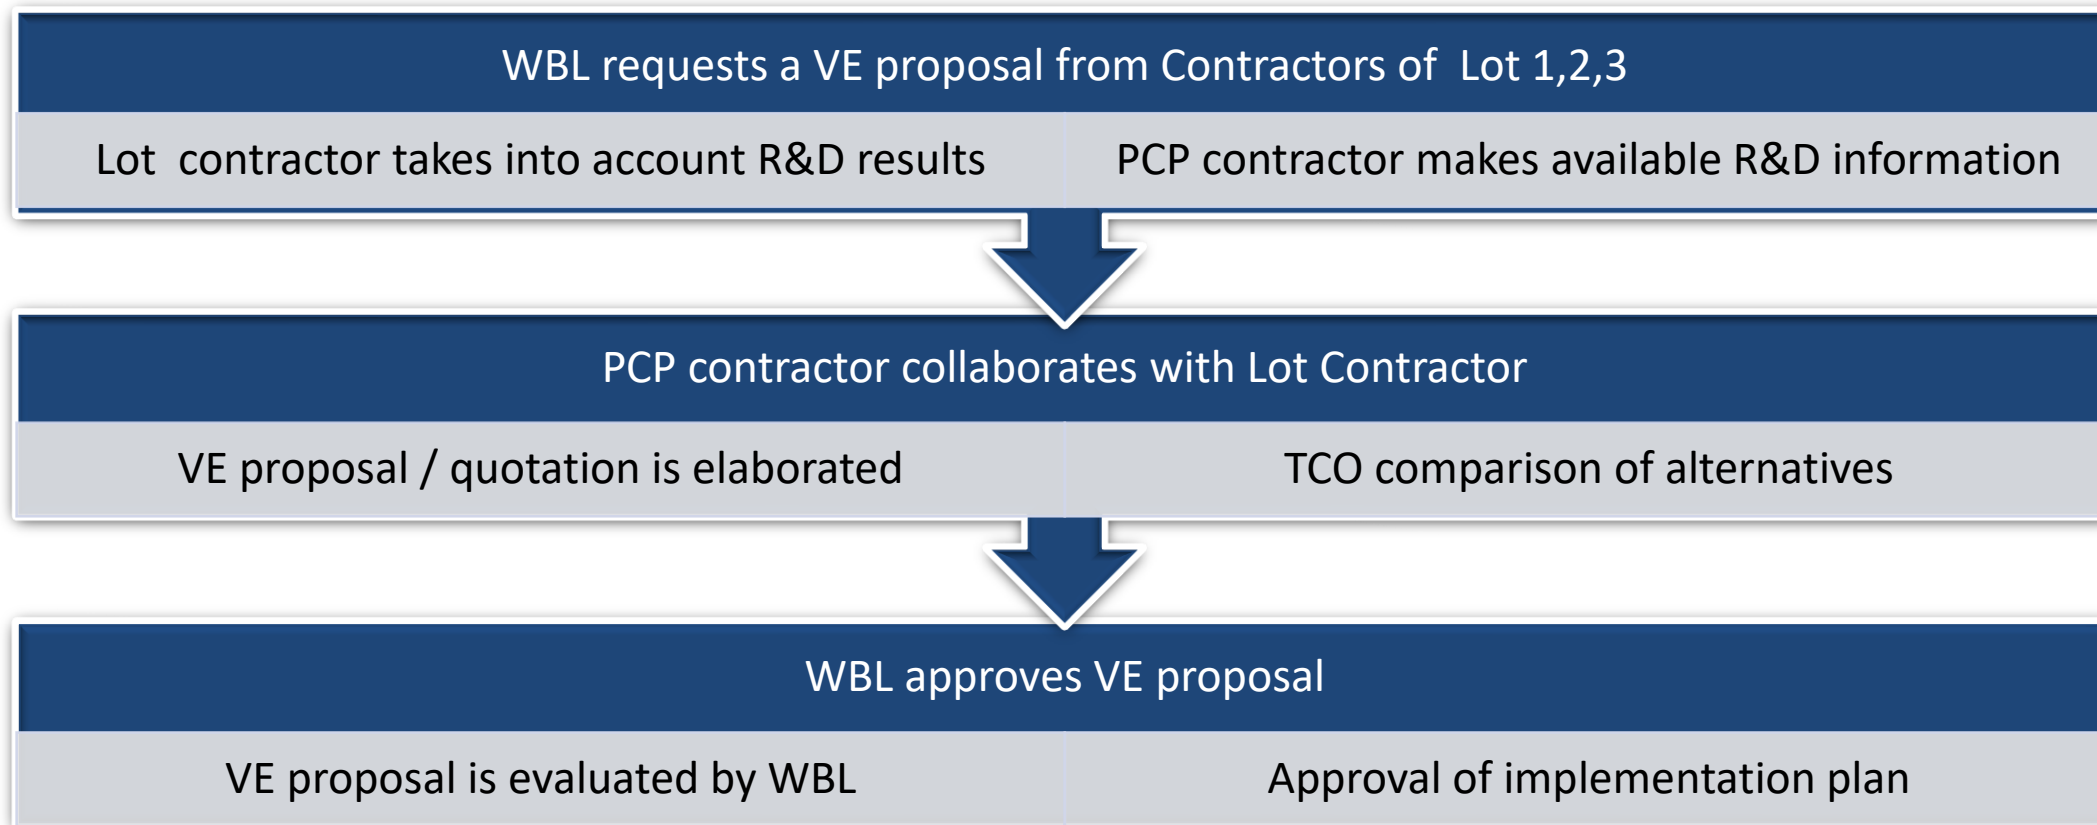 WBL requests a VE proposal from Contractors of Lot 1,2,3
Lot contractor takes into account R&D results
PCP contractor makes available R&D information
PCP contractor collaborates with Lot Contractor
VE proposal / quotation is elaborated
TCO comparison of alternatives
WBL approves VE proposal
VE proposal is evaluated by WBL
Approval of implementation plan